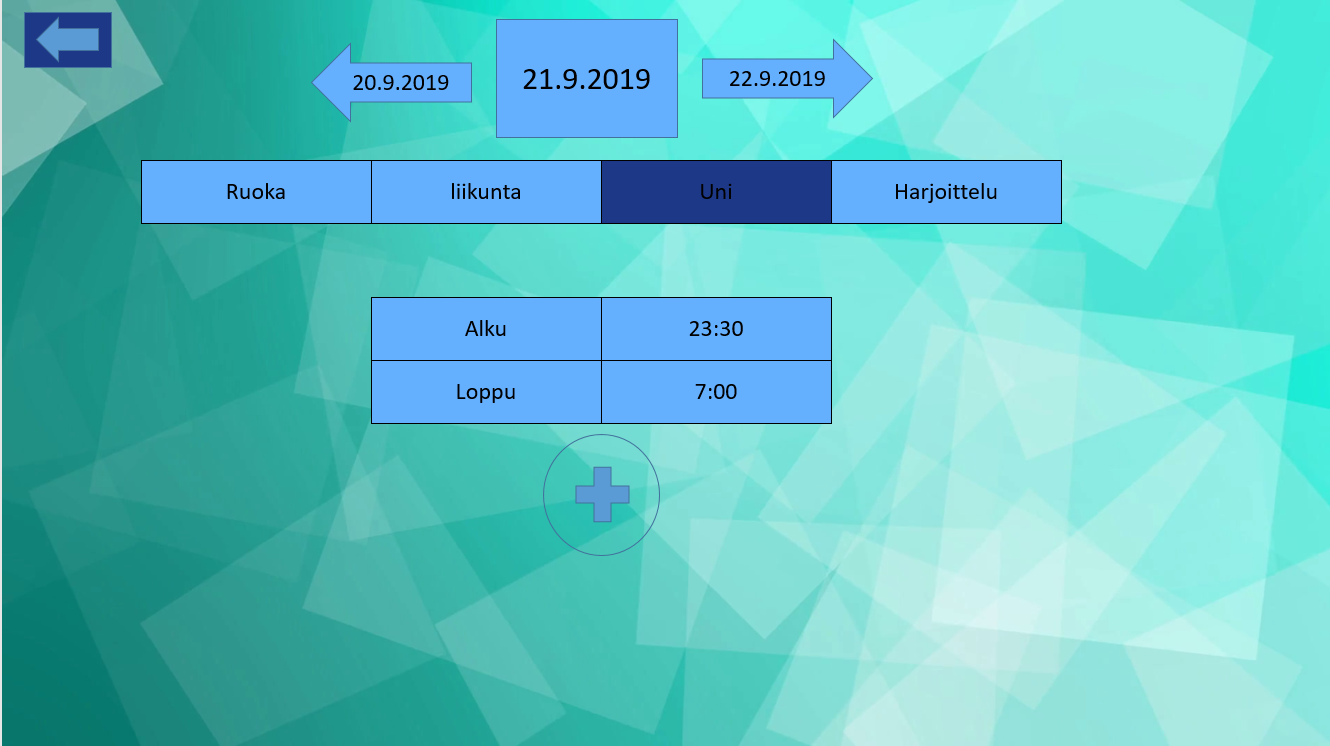 20.9.2019 21.9.2019 22.9.2019
Ruoka liikunta Uni Harjoittelu
Alku 23:30
Loppu 7:00